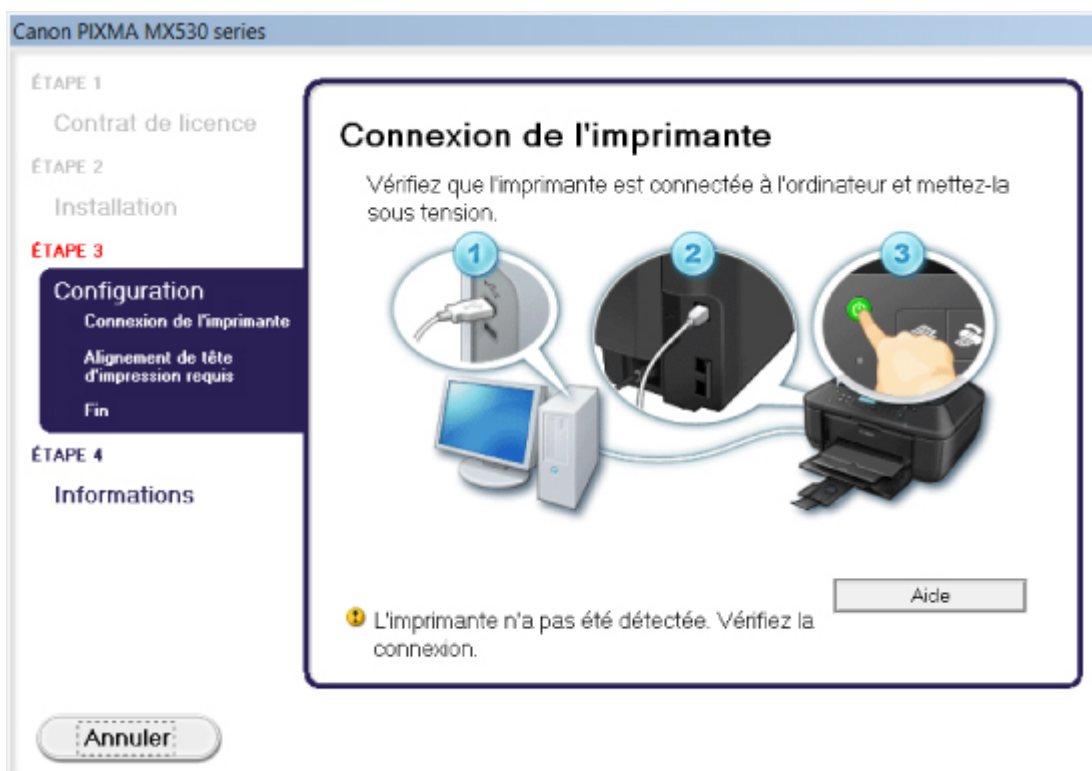 Canon PIXMA MX530 series
ÉTAPE 1
Contrat de licence
ÉTAPE 2
Installation
ÉTAPE 3
Configuration
Connexion de l'imprimante
Alignement de tête
d'impression requis
Fin
ÉTAPE 4
Informations
Connexion de l'imprimante
Vérifiez que l'imprimante est connectée à l'ordinateur et mettez-la
sous tension.
1
2
3
Aide
L'imprimante n'a pas été détectée. Vérifiez la
connexion.
Annuler